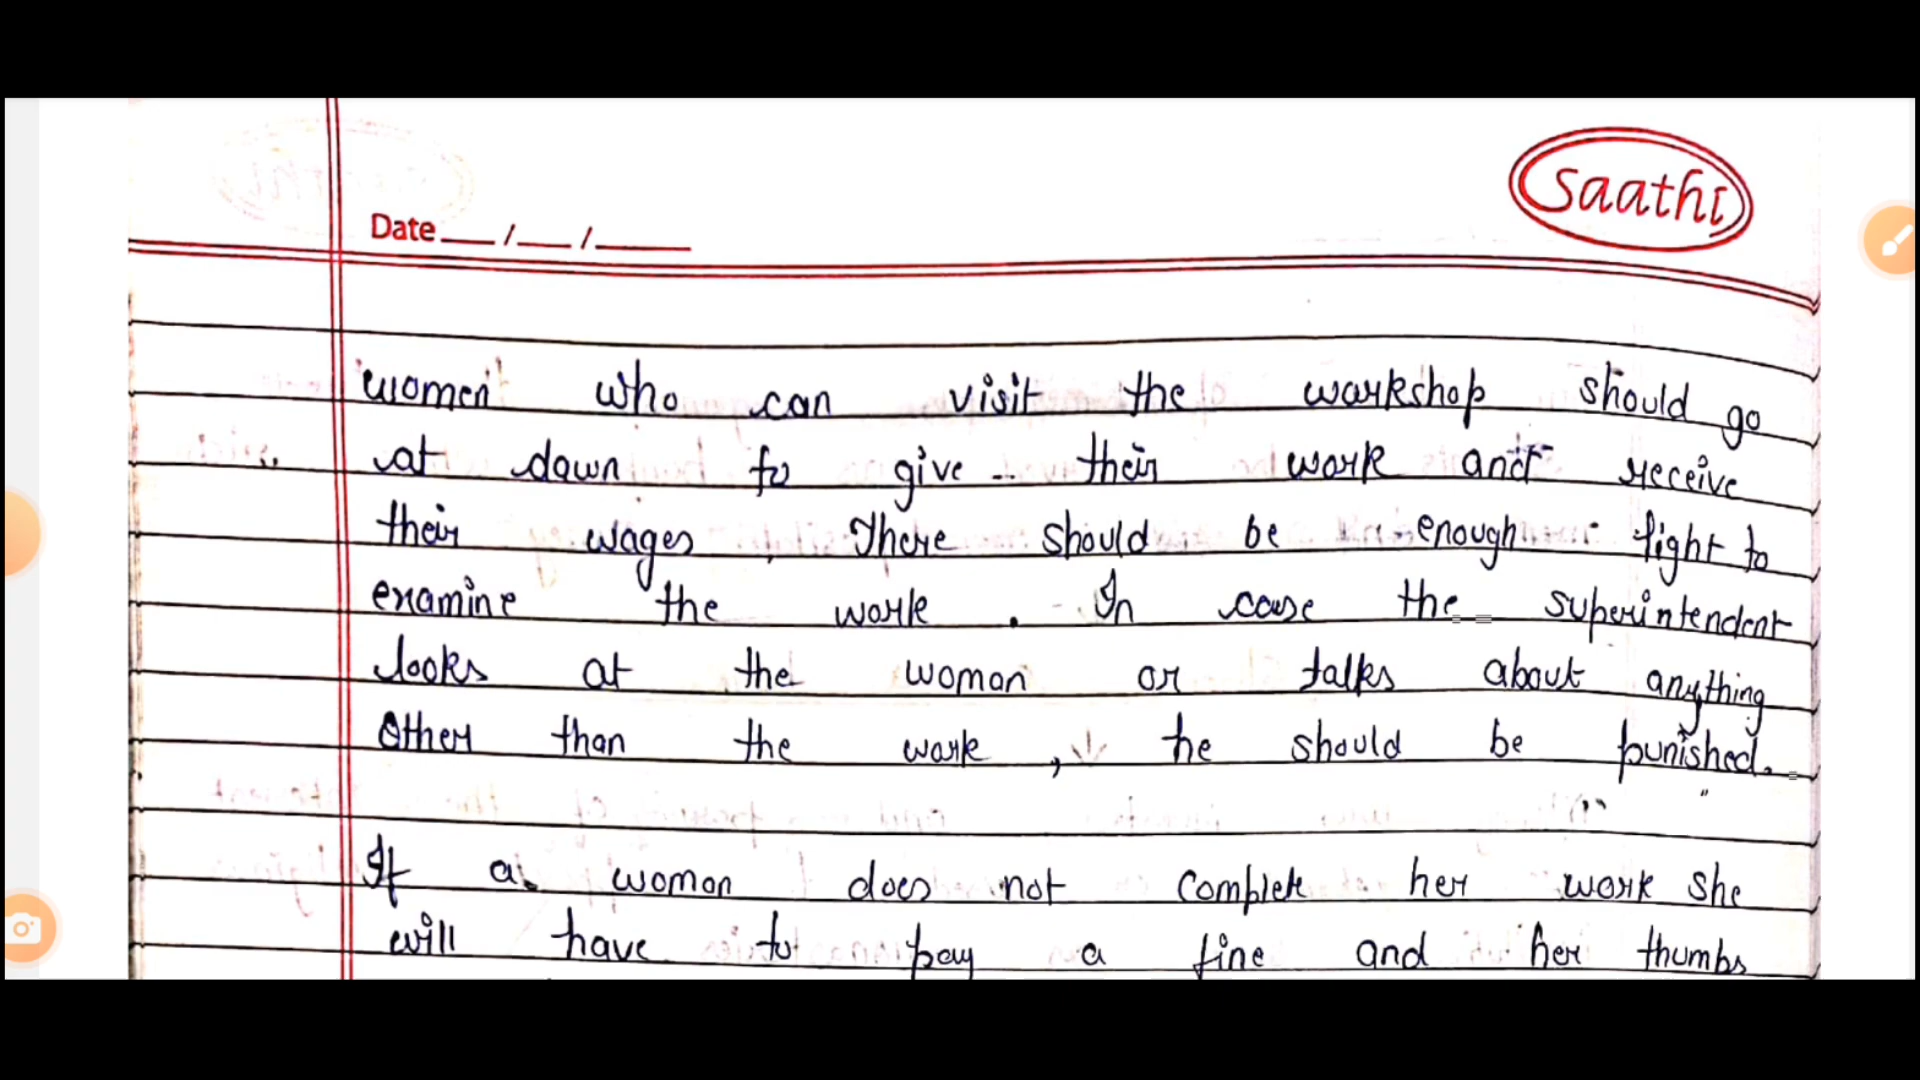 saathi
Date __/__/____
women who can visit the workshop should go
at dawn to give their work and receive
their wages. There should be enough light to
examine the work. In case the superintendent
looks at the woman or talks about anything
other than the work, he should be punished.
If a woman does not complete her work she
will have to pay a fine and her thumbs